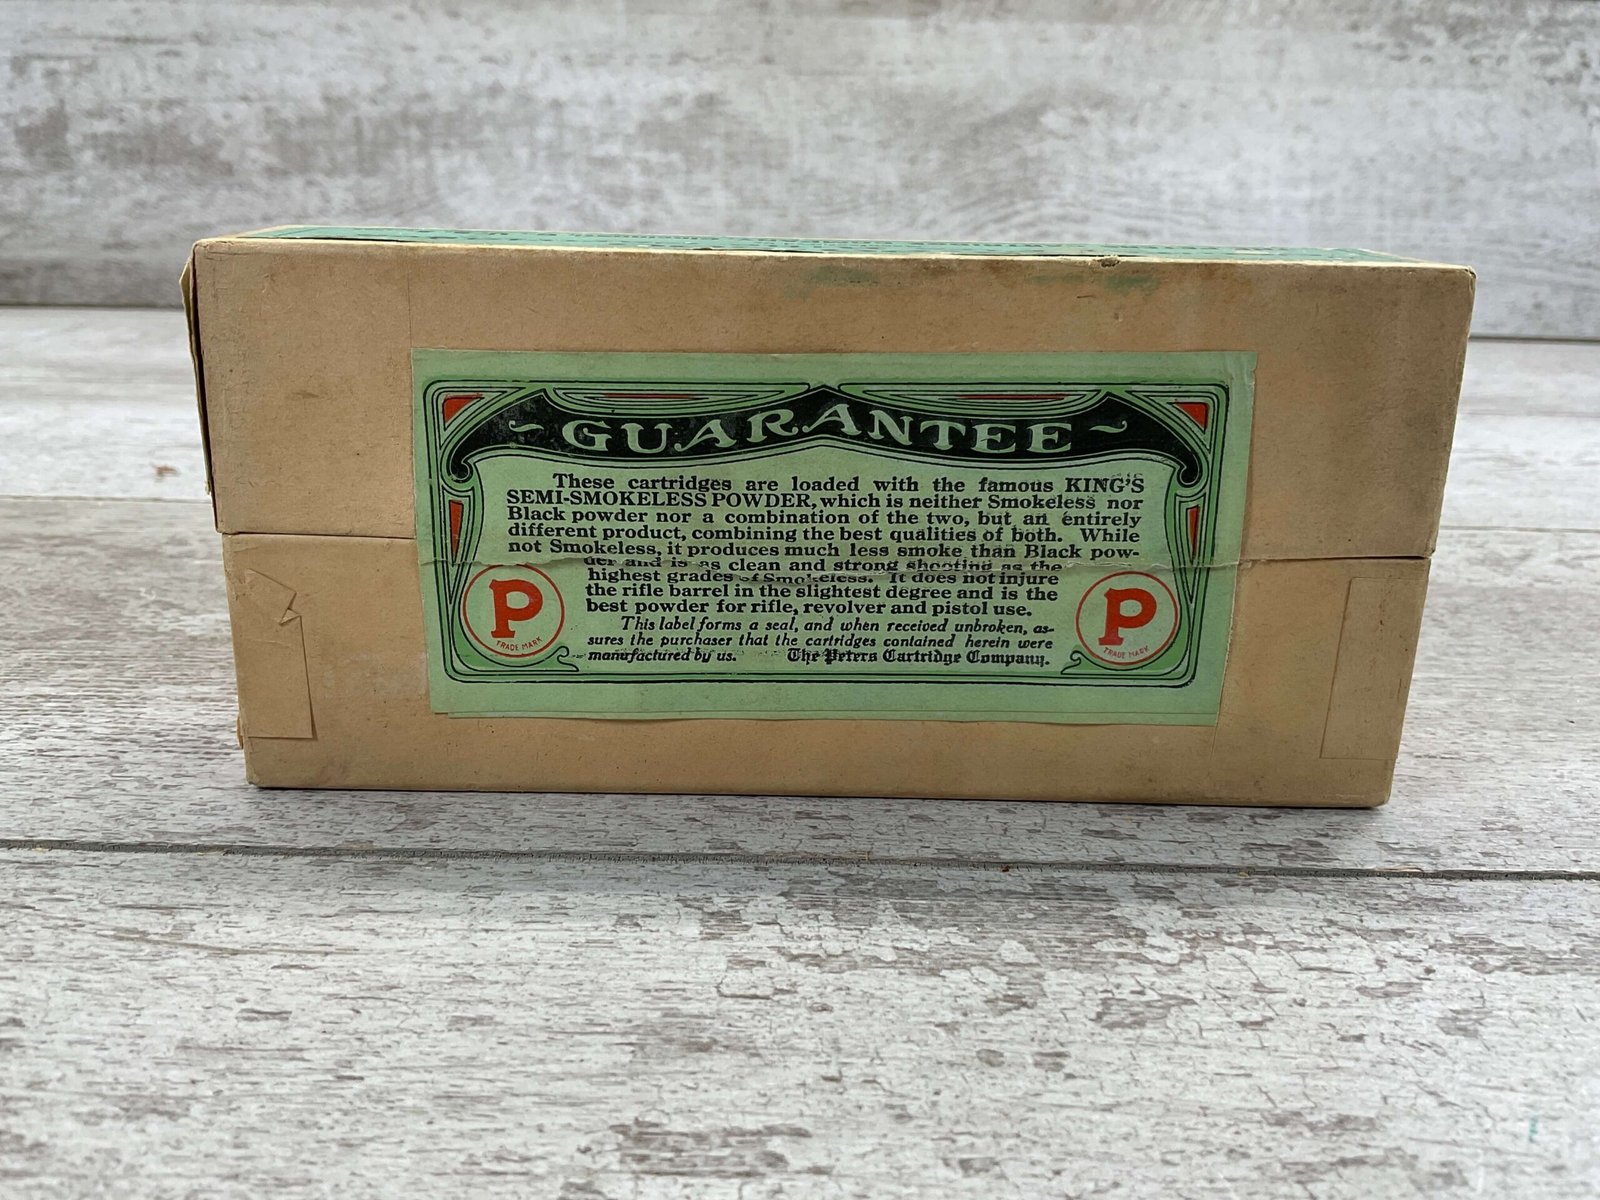 GUARANTEE
These cartridges are loaded with the famous KING'S
SEMI-SMOKELESS POWDER, which is neither Smokeless nor
Black powder nor a combination of the two, but an entirely
different product, combining the best qualities of both. While
not Smokeless, it produces much less smoke than Black pow-
der and is as clean and strong shooting as the
highest grades of Smokeless. It does not injure
the rifle barrel in the slightest degree and is the
best powder for rifle, revolver and pistol use.
This label forms a seal, and when received unbroken, as-
sures the purchaser that the cartridges contained herein were
manufactured by us. The Peters Cartridge Company.
P
TRADE MARK
P
TRADE MARK